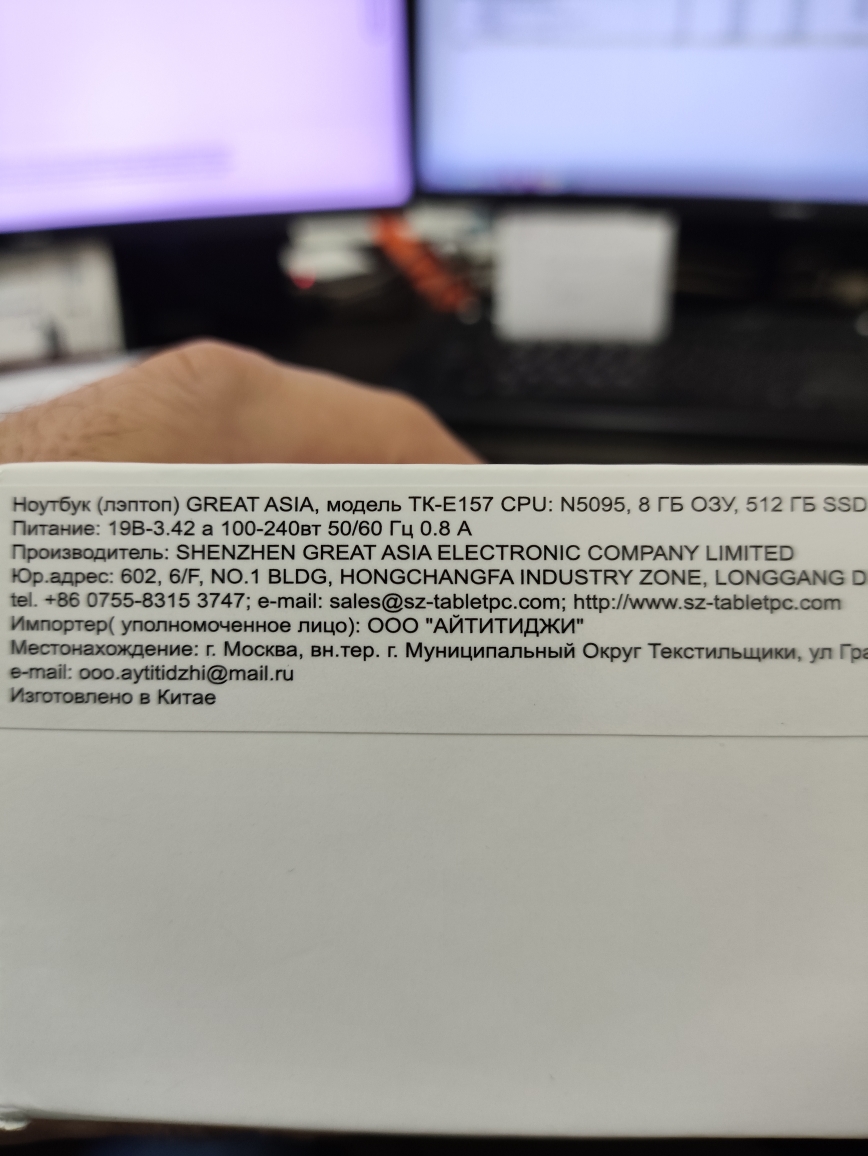 Ноутбук (лэптоп) GREAT ASIA, модель TK-E157 CPU: N5095, 8 ГБ ОЗУ, 512 ГБ SSD
Питание: 19В-3.42 а 100-240вт 50/60 Гц 0.8 А
Производитель: SHENZHEN GREAT ASIA ELECTRONIC COMPANY LIMITED
Юр.адрес: 602, 6/F, NO.1 BLDG, HONGCHANGFA INDUSTRY ZONE, LONGGANG D
tel. +86 0755-8315 3747; e-mail: sales@sz-tabletpc.com; http://www.sz-tabletpc.com
Импортер( уполномоченное лицо): ООО "АЙТИТИДЖИ"
Местонахождение: г. Москва, вн.тер. г. Муниципальный Округ Текстильщики, ул Гра
e-mail: ooo.aytitidzhi@mail.ru
Изготовлено в Китае